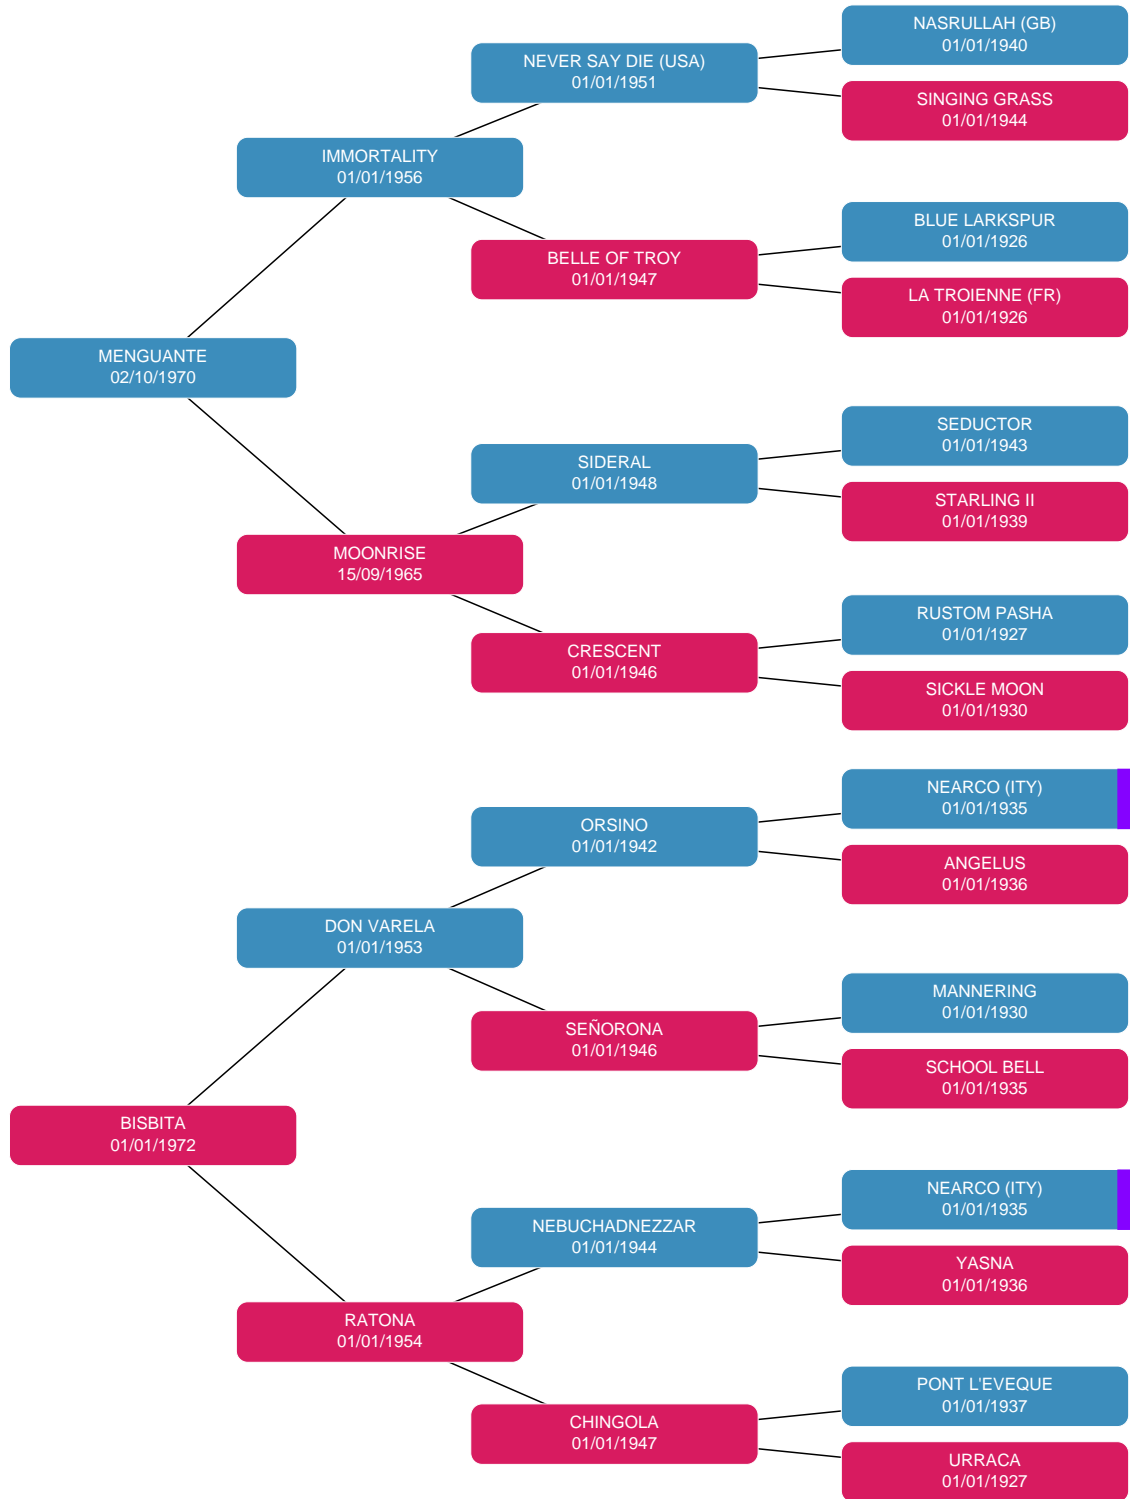 NASRULLAH (GB)
01/01/1940
NEVER SAY DIE (USA)
01/01/1951
SINGING GRASS
01/01/1944
IMMORTALITY
01/01/1956
BLUE LARKSPUR
01/01/1926
BELLE OF TROY
01/01/1947
LA TROIENNE (FR)
01/01/1926
MENGUANTE
02/10/1970
SEDUCTOR
01/01/1943
SIDERAL
01/01/1948
STARLING II
01/01/1939
MOONRISE
15/09/1965
RUSTOM PASHA
01/01/1927
CRESCENT
01/01/1946
SICKLE MOON
01/01/1930
NEARCO (ITY)
01/01/1935
ORSINO
01/01/1942
ANGELUS
01/01/1936
DON VARELA
01/01/1953
MANNERING
01/01/1930
SEÑORONA
01/01/1946
SCHOOL BELL
01/01/1935
BISBITA
01/01/1972
NEARCO (ITY)
01/01/1935
NEBUCHADNEZZAR
01/01/1944
YASNA
01/01/1936
RATONA
01/01/1954
PONT L'EVEQUE
01/01/1937
CHINGOLA
01/01/1947
URRACA
01/01/1927